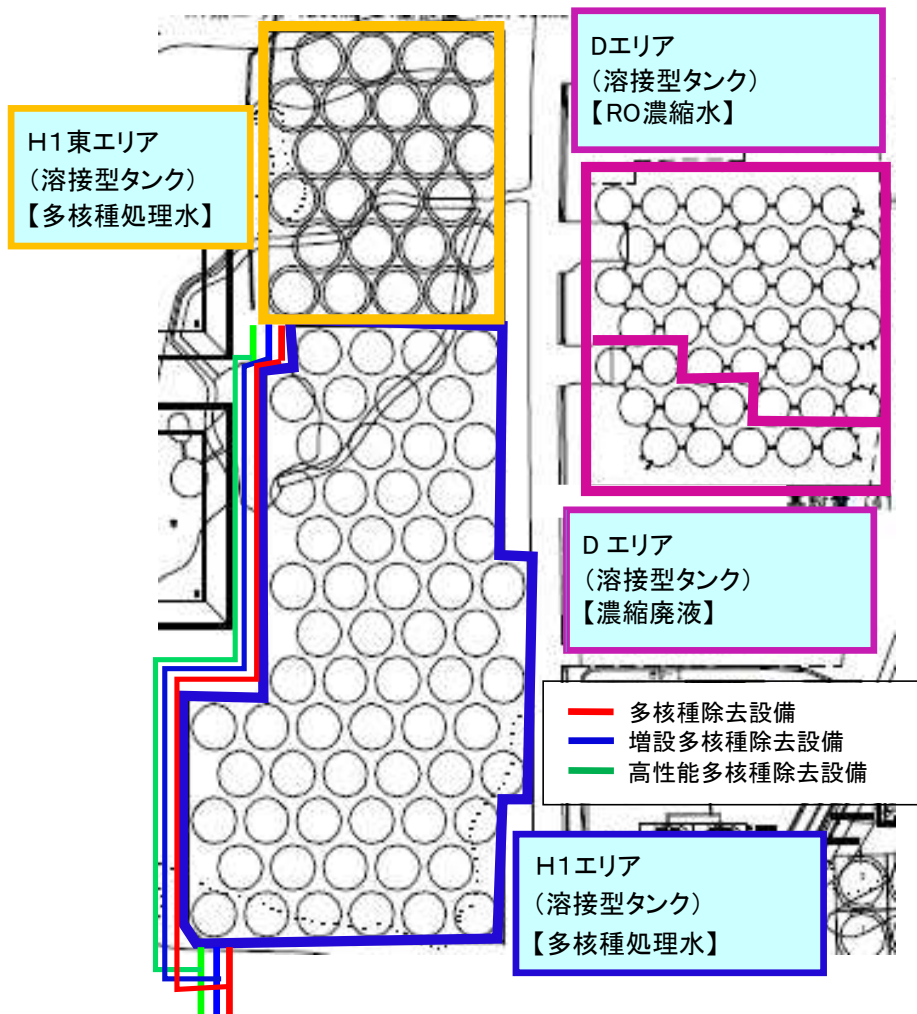 Dエリア
（溶接型タンク）
【RO濃縮水】
H1東エリア
（溶接型タンク）
【多核種処理水】
D エリア
（溶接型タンク）
【濃縮廃液】
多核種除去設備
増設多核種除去設備
高性能多核種除去設備
H1エリア
（溶接型タンク）
【多核種処理水】